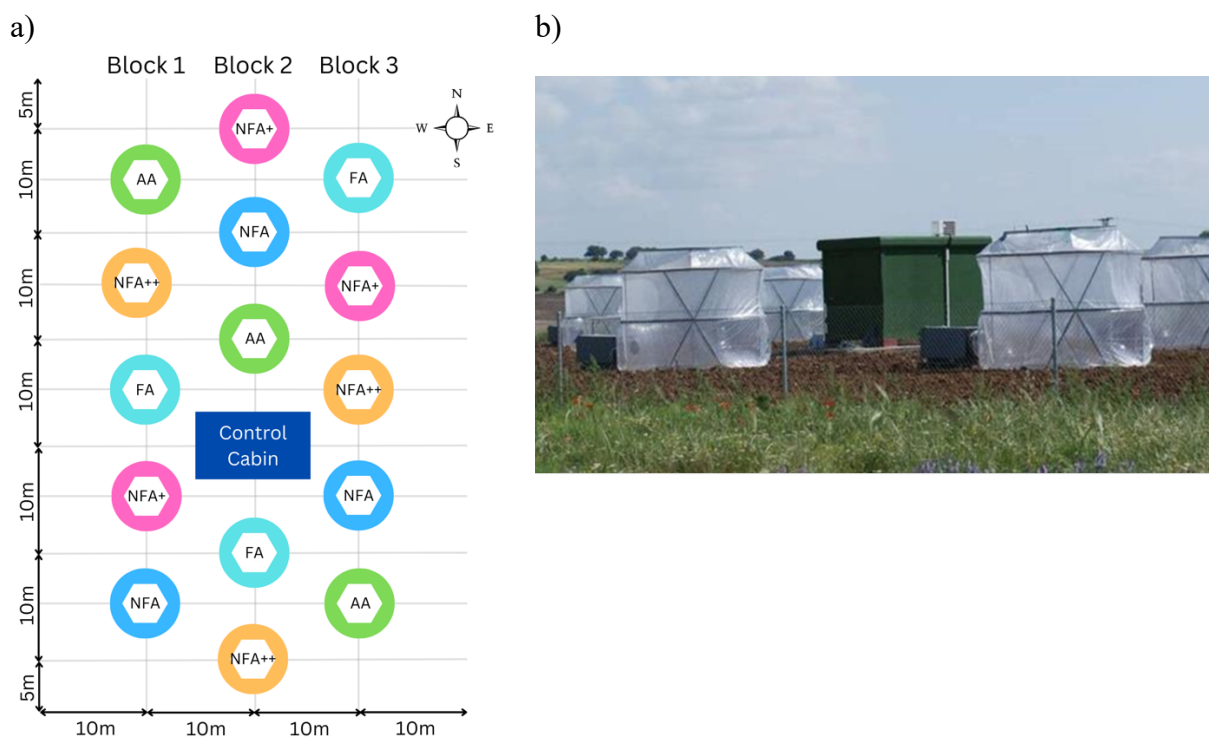 a)
b)
Block 1 Block 2 Block 3
5m
N
W E
S
NFA+
10m
AA
FA
NFA
10m
NFA++
NFA+
AA
10m
FA
NFA++
Control
Cabin
10m
NFA+
NFA
FA
10m
NFA
AA
NFA++
5m
10m 10m 10m 10m